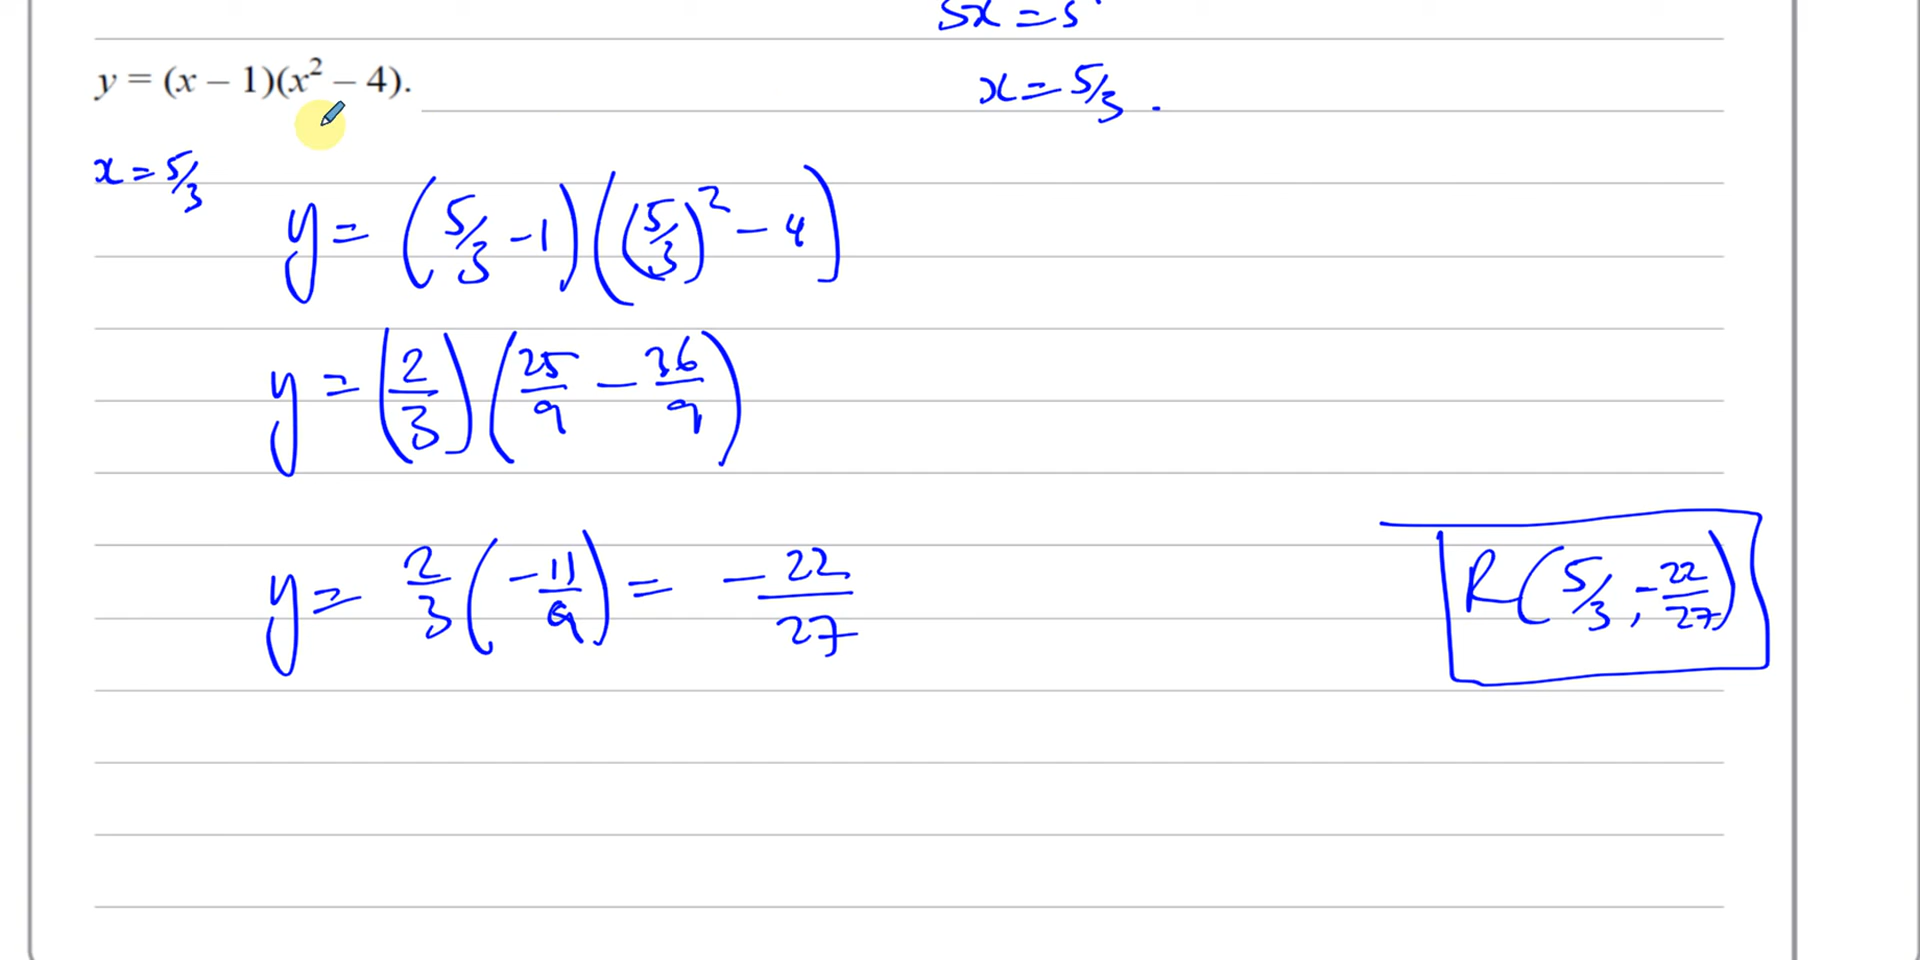 3x = 5
y = (x – 1)(x² – 4).
x = 5/3 .
x = 5/3
y = (5/3 - 1)((5/3)² - 4)
y = (2/3)(25/9 - 36/9)
y = 2/3(-11/9) = -22/27
R(5/3, -22/27)